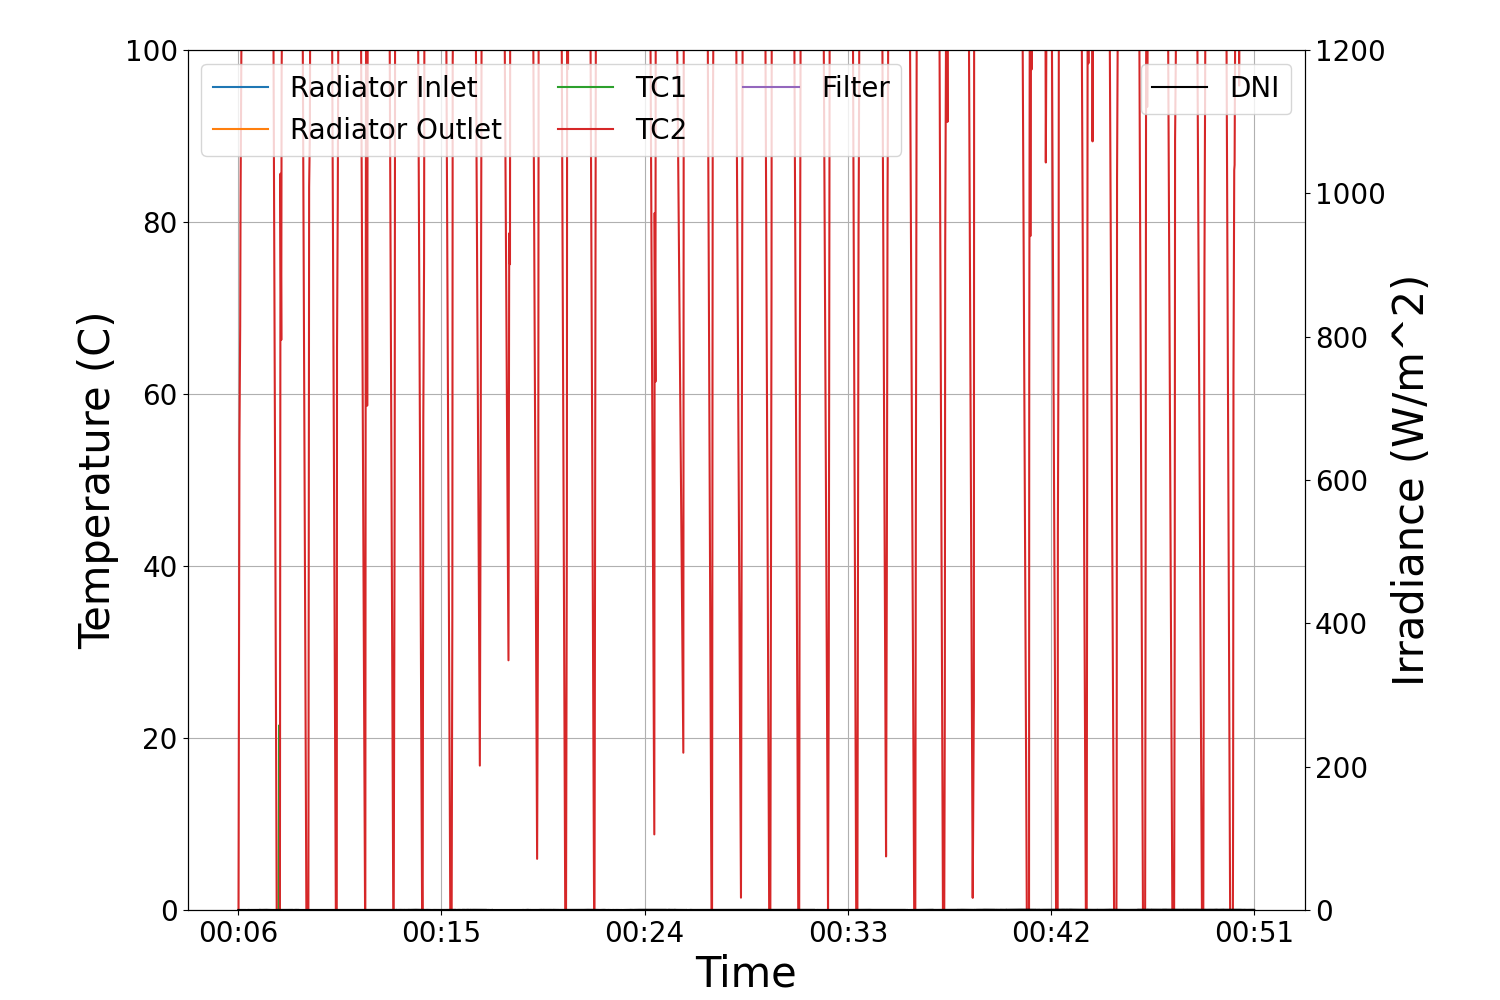 100
80
60
40
20
0
Temperature (C)
Radiator Inlet
Radiator Outlet
TC1
TC2
Filter
DNI
1200
1000
800
600
400
200
0
Irradiance (W/m^2)
00:06 00:15 00:24 00:33 00:42 00:51
Time